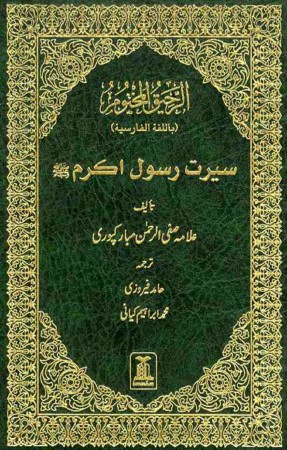 الرحيق المختوم
(باللغة الفارسية)
سیرت رسول اکرم ﷺ
تألیف
علامه صفی الرحمن مبارکپوری
ترجمه
حامد فیروزی
محمد ابراهیم کیانی
دارالسلام